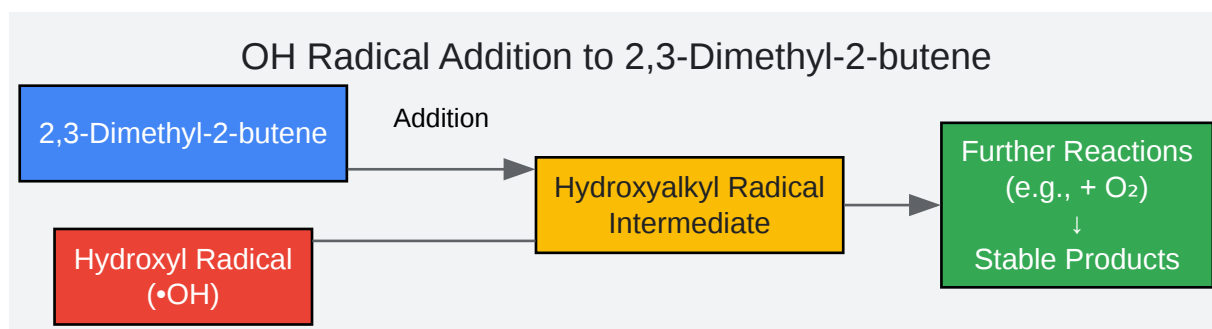 OH Radical Addition to 2,3-Dimethyl-2-butene
2,3-Dimethyl-2-butene
Addition
Hydroxyl Radical
(•OH)
Hydroxyalkyl Radical
Intermediate
Further Reactions
(e.g., + O₂)
↓
Stable Products